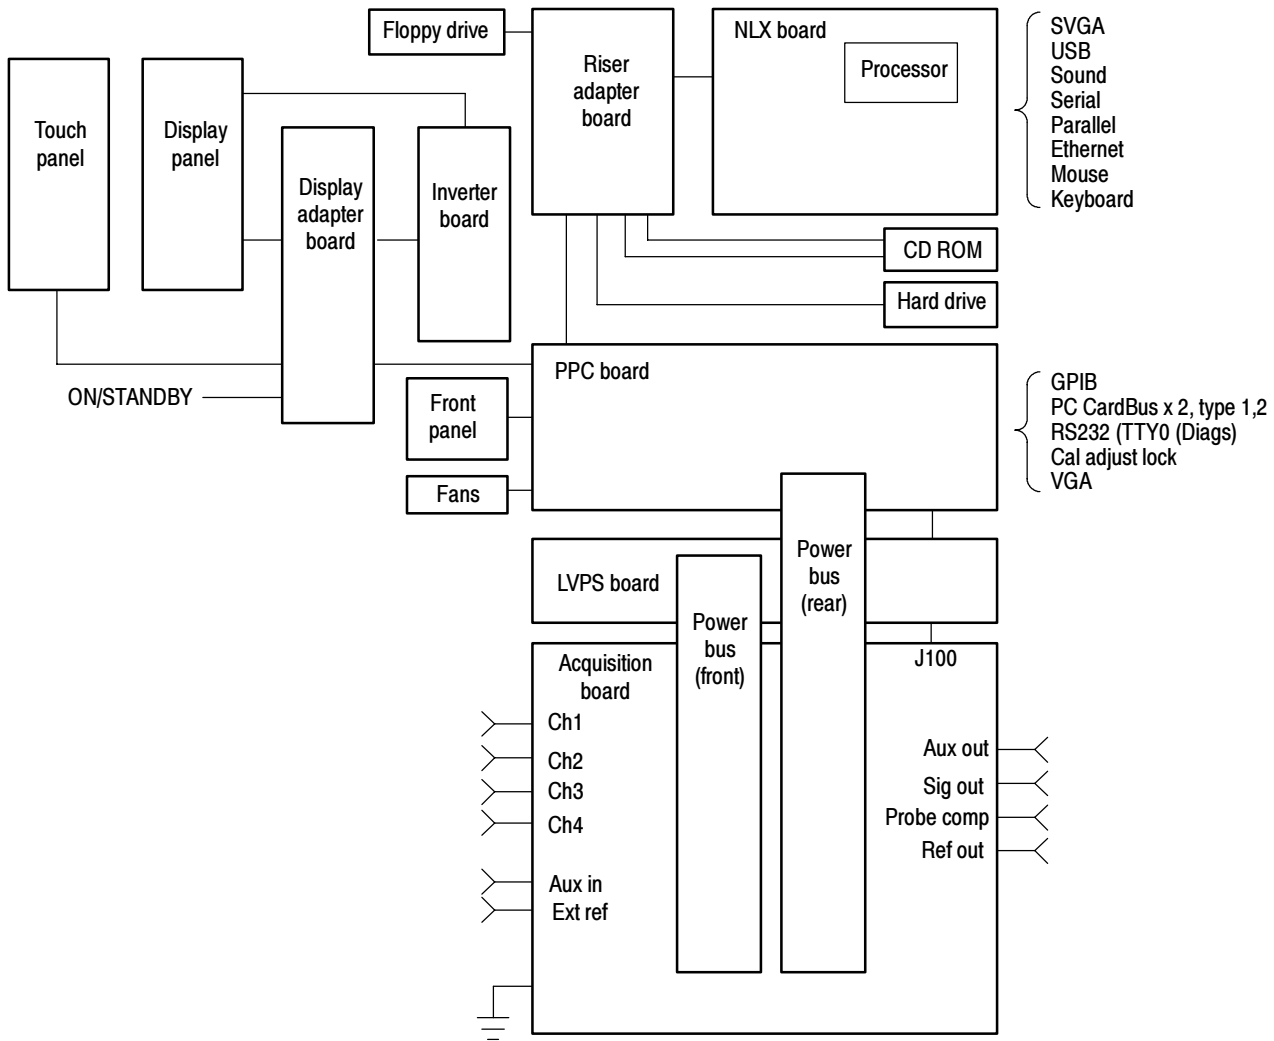 Floppy drive
Riser
adapter
board
NLX board
Processor
SVGA
USB
Sound
Serial
Parallel
Ethernet
Mouse
Keyboard
Touch
panel
Display
panel
Display
adapter
board
Inverter
board
CD ROM
Hard drive
ON/STANDBY
PPC board
Front
panel
Fans
GPIB
PC CardBus x 2, type 1,2
RS232 (TTY0 (Diags)
Cal adjust lock
VGA
LVPS board
Power
bus
(rear)
Power
bus
(front)
Acquisition
board
J100
Ch1
Ch2
Ch3
Ch4
Aux in
Ext ref
Aux out
Sig out
Probe comp
Ref out